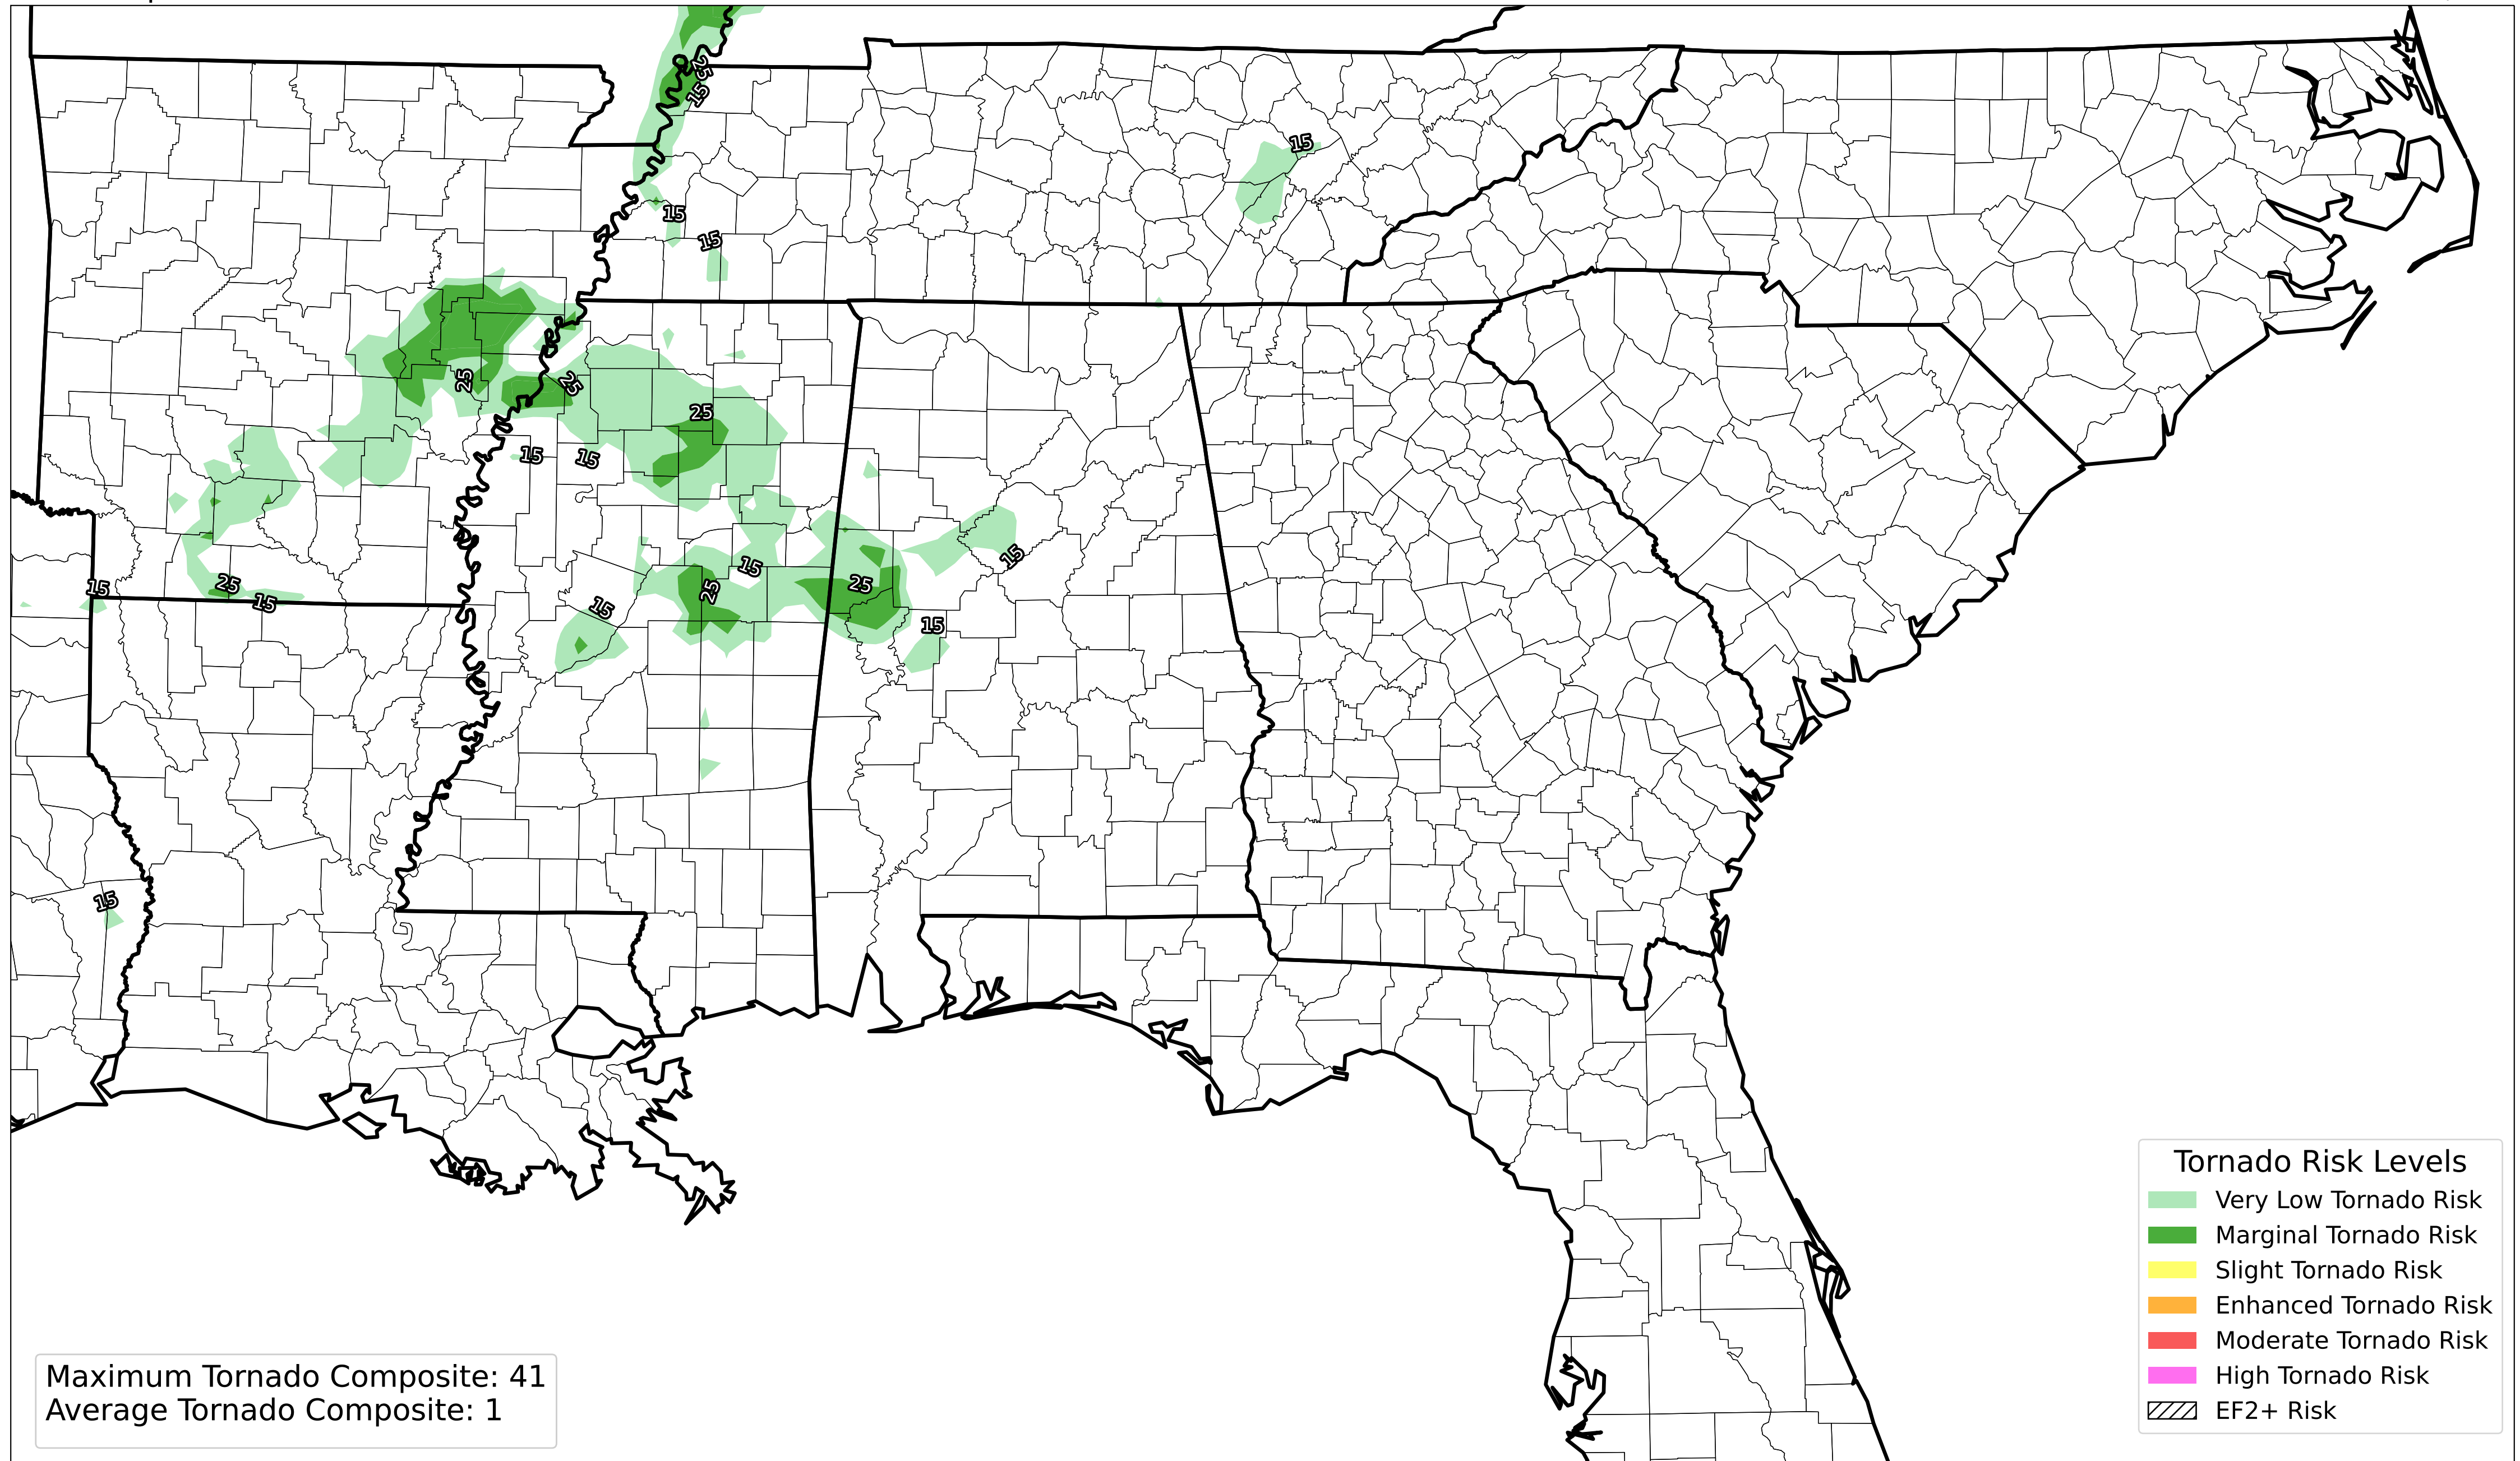 25
15
15
15
15
25
25
25
15
15
15
15
25
25
25
15
15
15
15
15
Tornado Risk Levels
Very Low Tornado Risk
Marginal Tornado Risk
Slight Tornado Risk
Enhanced Tornado Risk
Moderate Tornado Risk
High Tornado Risk
EF2+ Risk
Maximum Tornado Composite: 41
Average Tornado Composite: 1